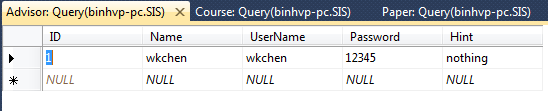 Advisor: Query(binhvp-pc.SIS) Course: Query(binhvp-pc.SIS) Paper: Query(binhvp-pc.SIS)
ID Name UserName Password Hint
1 wkchen wkchen 12345 nothing
NULL NULL NULL NULL NULL